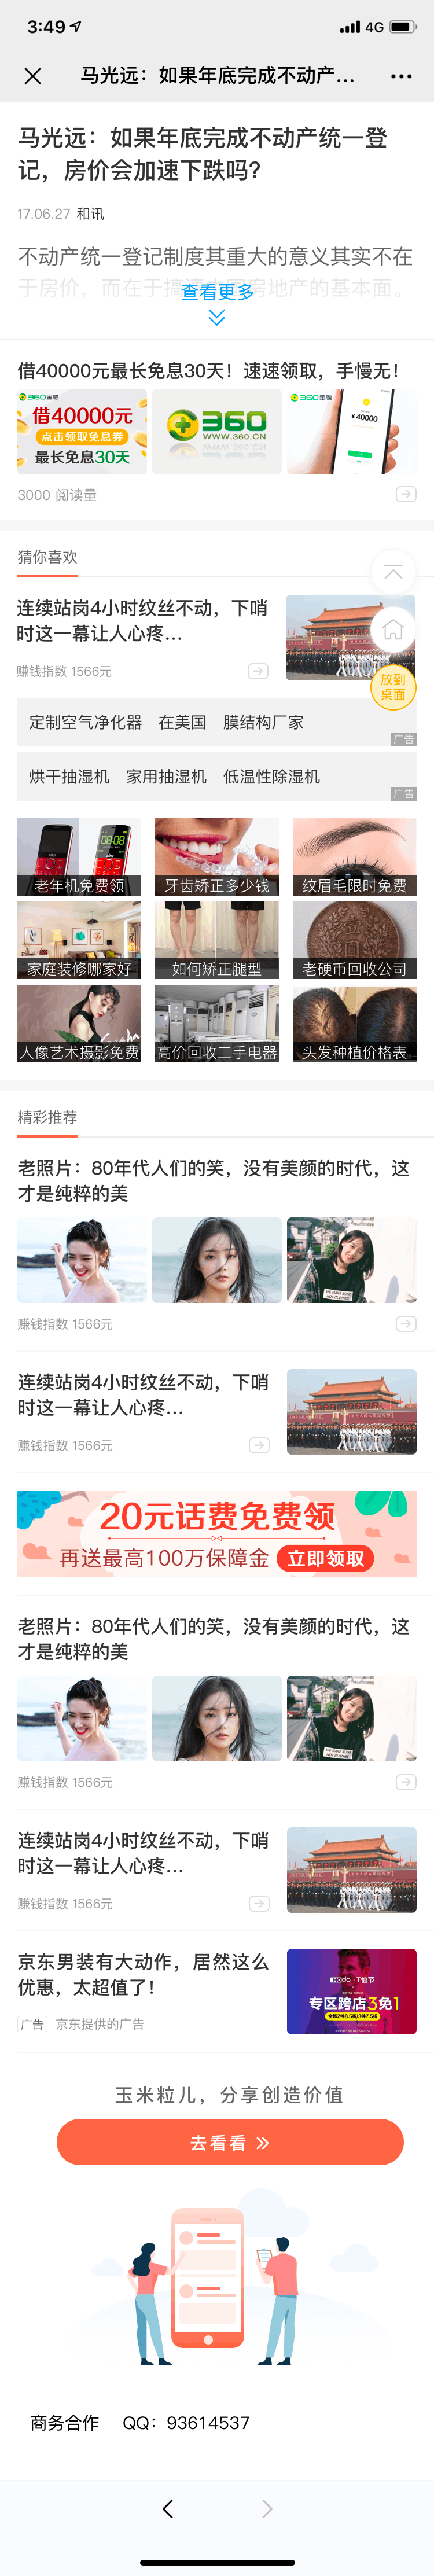 3:49
4G
马光远：如果年底完成不动产...
马光远：如果年底完成不动产统一登
记，房价会加速下跌吗？
17.06.27 和讯
不动产统一登记制度其重大的意义其实不在
于房价，而在于搞清中国房地产的基本面。
查看更多
借40000元最长免息30天！速速领取，手慢无！
360金融
借40000元
点击领取免息券
最长免息30天
360
WWW.360.CN
360金融
¥40000
3000 阅读量
猜你喜欢
连续站岗4小时纹丝不动，下哨
时这一幕让人心疼...
赚钱指数 1566元
放到
桌面
定制空气净化器 在美国 膜结构厂家
广告
烘干抽湿机 家用抽湿机 低温性除湿机
广告
08:08
老年机免费领
牙齿矫正多少钱
纹眉毛限时免费
家庭装修哪家好
如何矫正腿型
老硬币回收公司
人像艺术摄影免费
高价回收二手电器
头发种植价格表
精彩推荐
老照片：80年代人们的笑，没有美颜的时代，这
才是纯粹的美
赚钱指数 1566元
连续站岗4小时纹丝不动，下哨
时这一幕让人心疼...
赚钱指数 1566元
20元话费免费领
再送最高100万保障金
立即领取
老照片：80年代人们的笑，没有美颜的时代，这
才是纯粹的美
赚钱指数 1566元
连续站岗4小时纹丝不动，下哨
时这一幕让人心疼...
赚钱指数 1566元
京东男装有大动作，居然这么
优惠，太超值了！
T恤节
专区跨店3免1
广告 京东提供的广告
玉米粒儿，分享创造价值
去看看
商务合作 QQ：93614537